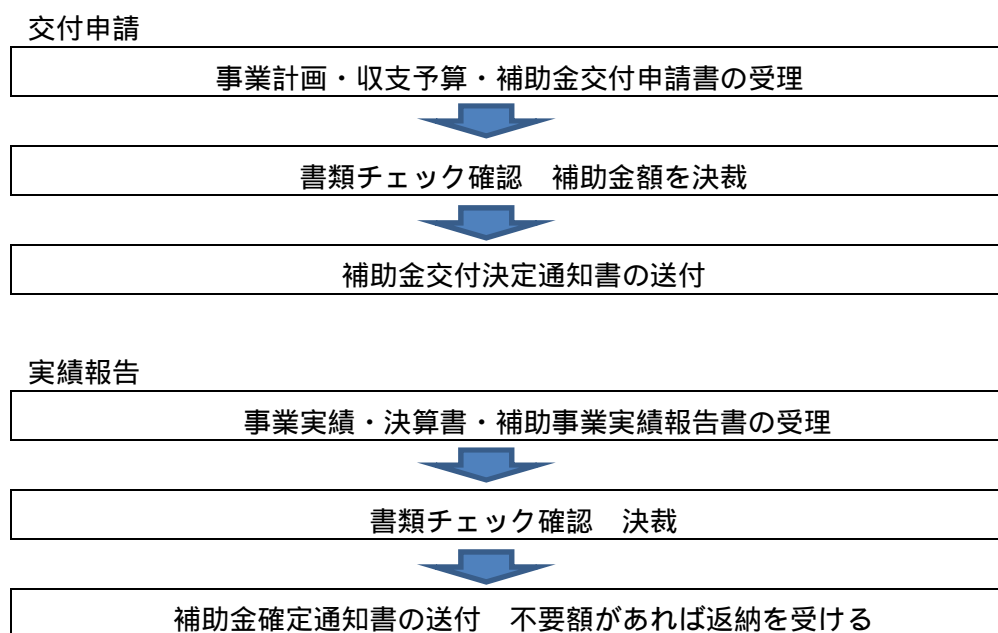 交付申請
事業計画・収支予算・補助金交付申請書の受理
書類チェック確認　補助金額を決裁
補助金交付決定通知書の送付
実績報告
事業実績・決算書・補助事業実績報告書の受理
書類チェック確認　決裁
補助金確定通知書の送付　不要額があれば返納を受ける